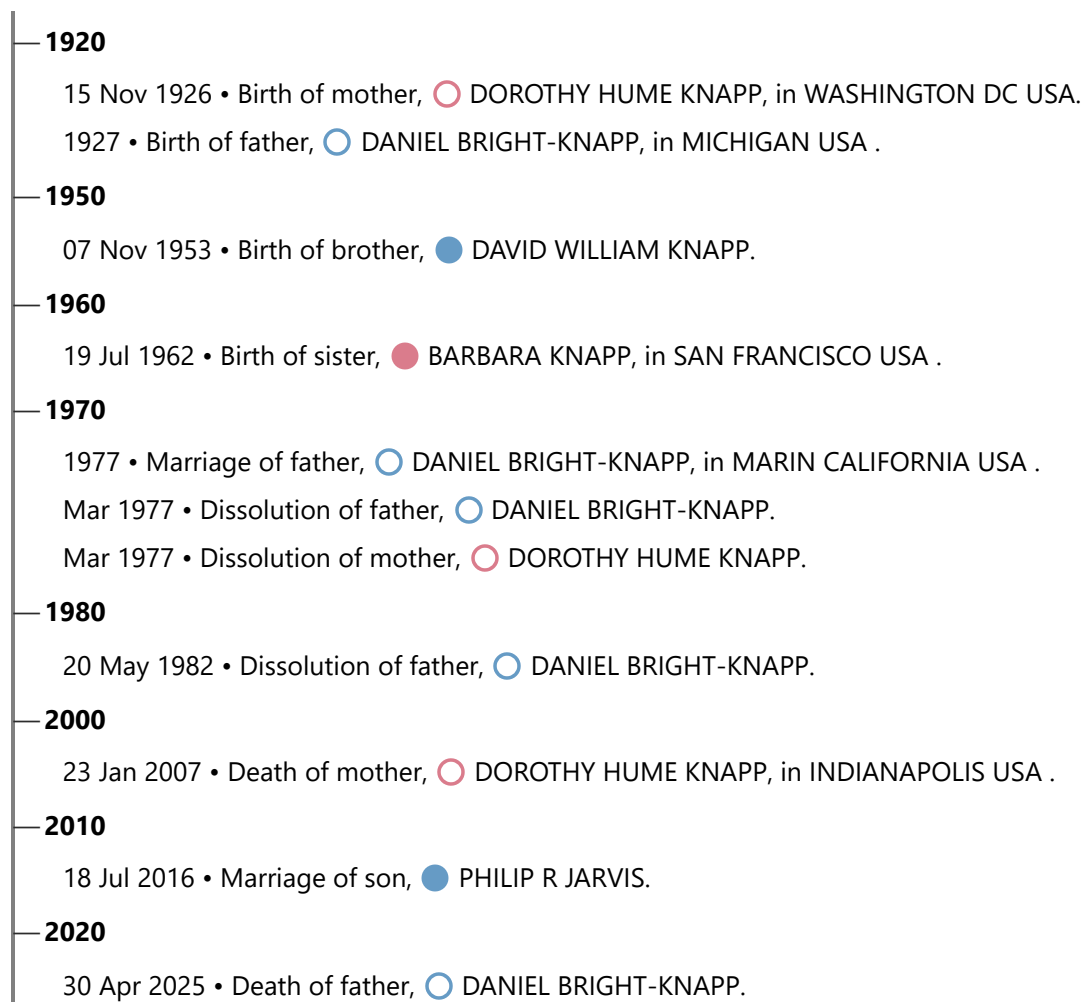 1920
15 Nov 1926 • Birth of mother, DOROTHY HUME KNAPP, in WASHINGTON DC USA.
1927 • Birth of father, DANIEL BRIGHT-KNAPP, in MICHIGAN USA .
1950
07 Nov 1953 • Birth of brother, DAVID WILLIAM KNAPP.
1960
19 Jul 1962 • Birth of sister, BARBARA KNAPP, in SAN FRANCISCO USA .
1970
1977 • Marriage of father, DANIEL BRIGHT-KNAPP, in MARIN CALIFORNIA USA .
Mar 1977 • Dissolution of father, DANIEL BRIGHT-KNAPP.
Mar 1977 • Dissolution of mother, DOROTHY HUME KNAPP.
1980
20 May 1982 • Dissolution of father, DANIEL BRIGHT-KNAPP.
2000
23 Jan 2007 • Death of mother, DOROTHY HUME KNAPP, in INDIANAPOLIS USA .
2010
18 Jul 2016 • Marriage of son, PHILIP R JARVIS.
2020
30 Apr 2025 • Death of father, DANIEL BRIGHT-KNAPP.